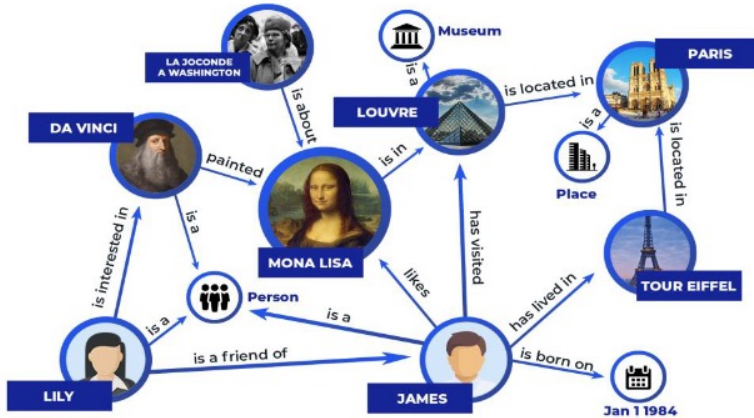 LA JOCONDE
A WASHINGTON
Museum
is a
PARIS
is located in
LOUVRE
is about
DA VINCI
is a
is located in
painted
is in
Place
MONA LISA
is a
has visited
is interested in
likes
has lived in
TOUR EIFFEL
Person
is a
is a
is a friend of
is born on
LILY
JAMES
Jan 1 1984